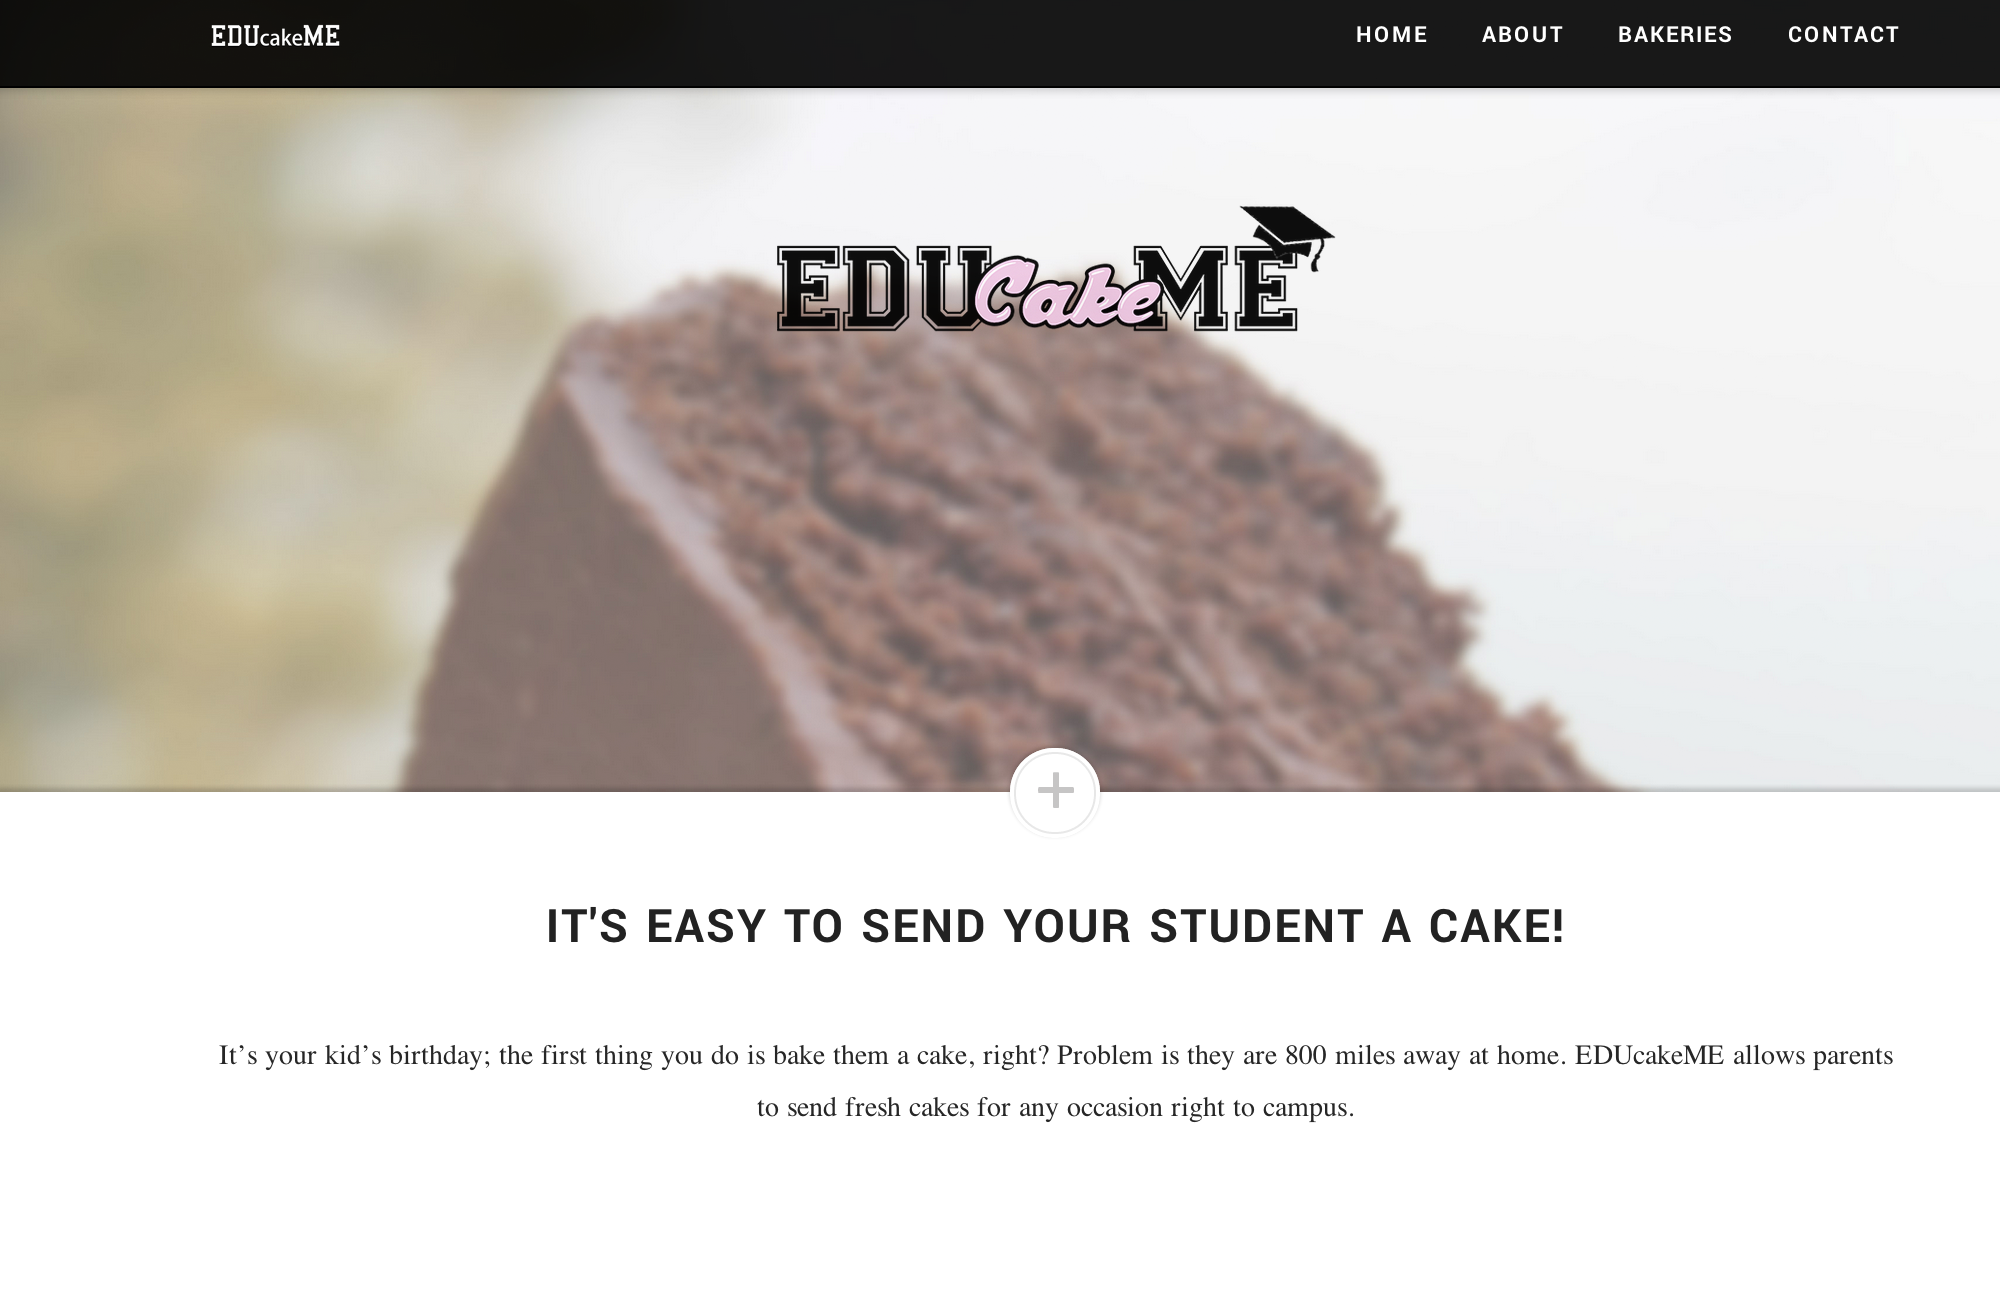 EDUcakeME
HOME ABOUT BAKERIES CONTACT
EDUCakeME
IT'S EASY TO SEND YOUR STUDENT A CAKE!
It’s your kid’s birthday; the first thing you do is bake them a cake, right? Problem is they are 800 miles away at home. EDUcakeME allows parents
to send fresh cakes for any occasion right to campus.